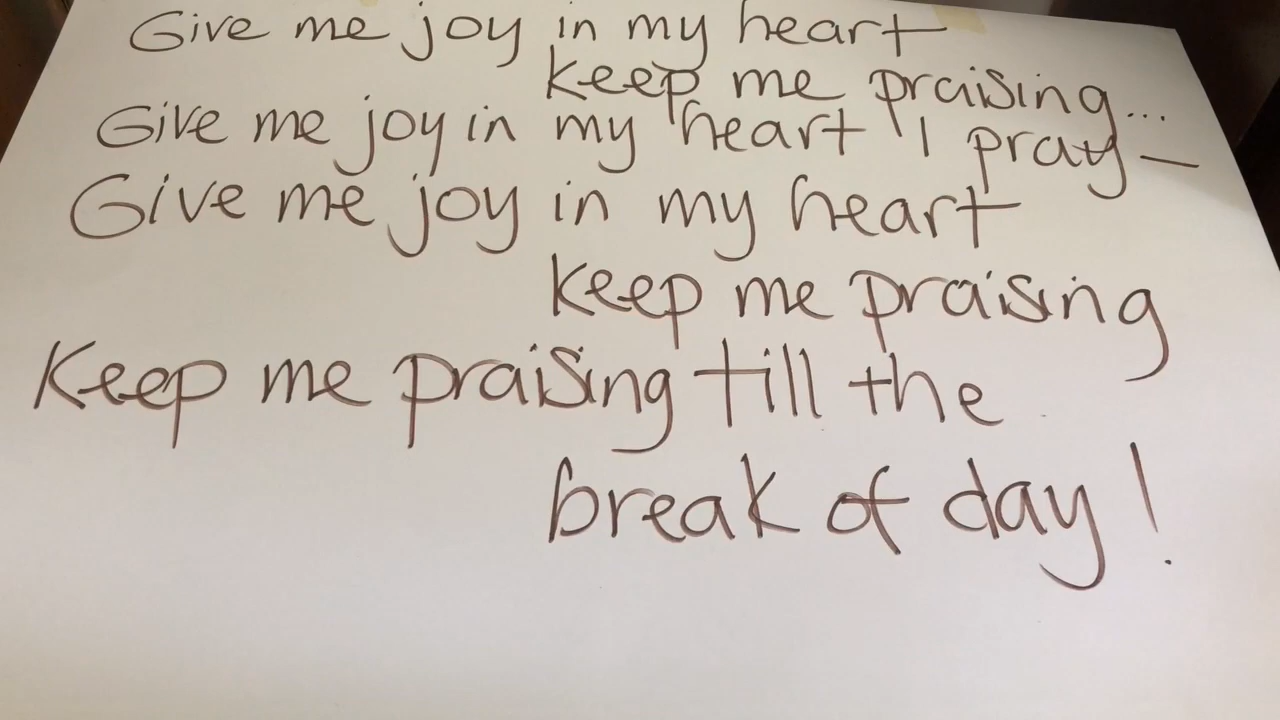 Give me joy in my heart
keep me praising...
Give me joy in my heart I pray —
Give me joy in my heart
keep me praising
Keep me praising till the
break of day!